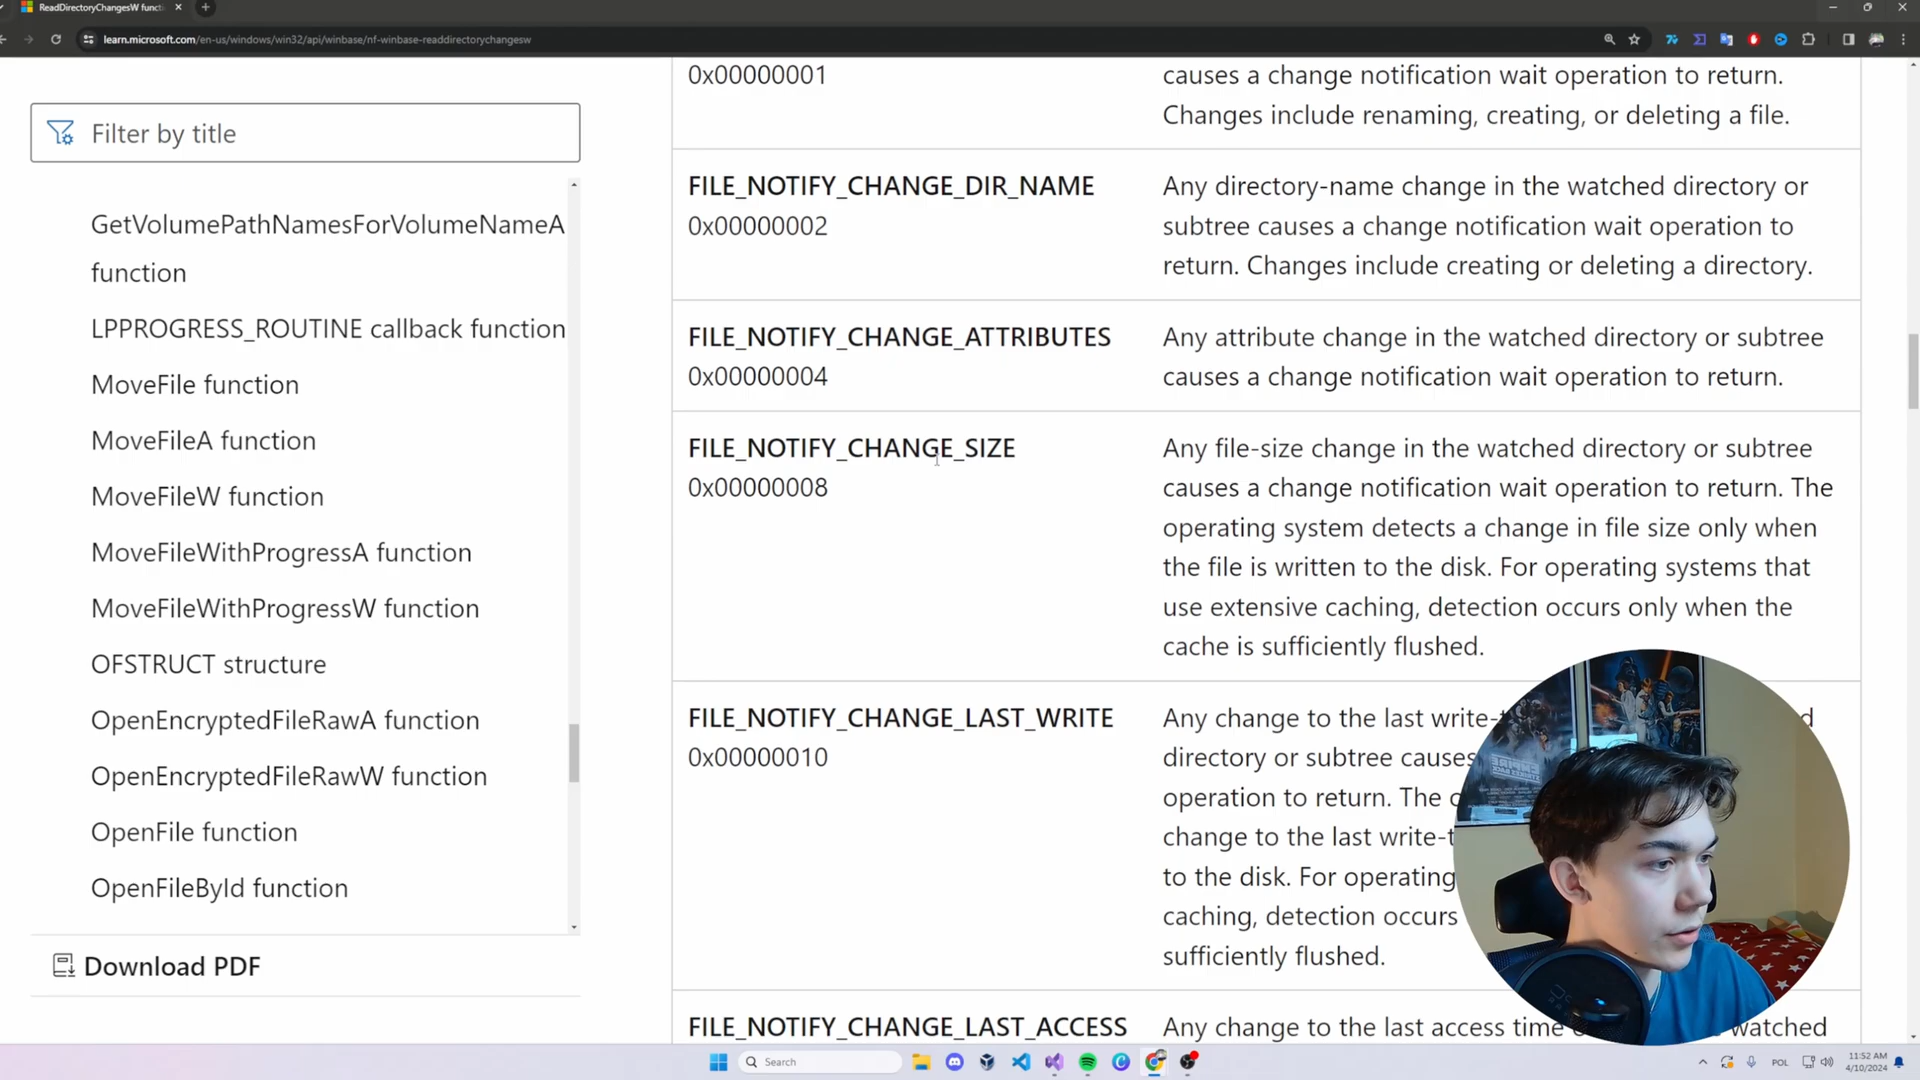 ReadDirectoryChangesW functi
learn.microsoft.com/en-us/windows/win32/api/winbase/nf-winbase-readdirectorychangesw
Filter by title
GetVolumePathNamesForVolumeNameA
function
LPPROGRESS_ROUTINE callback function
MoveFile function
MoveFileA function
MoveFileW function
MoveFileWithProgressA function
MoveFileWithProgressW function
OFSTRUCT structure
OpenEncryptedFileRawA function
OpenEncryptedFileRawW function
OpenFile function
OpenFileById function
Download PDF
0x00000001
causes a change notification wait operation to return.
Changes include renaming, creating, or deleting a file.
FILE_NOTIFY_CHANGE_DIR_NAME
0x00000002
Any directory-name change in the watched directory or
subtree causes a change notification wait operation to
return. Changes include creating or deleting a directory.
FILE_NOTIFY_CHANGE_ATTRIBUTES
0x00000004
Any attribute change in the watched directory or subtree
causes a change notification wait operation to return.
FILE_NOTIFY_CHANGE_SIZE
0x00000008
Any file-size change in the watched directory or subtree
causes a change notification wait operation to return. The
operating system detects a change in file size only when
the file is written to the disk. For operating systems that
use extensive caching, detection occurs only when the
cache is sufficiently flushed.
FILE_NOTIFY_CHANGE_LAST_WRITE
0x00000010
Any change to the last write-
directory or subtree causes
operation to return. The
change to the last write-
to the disk. For operating
caching, detection occurs
sufficiently flushed.
FILE_NOTIFY_CHANGE_LAST_ACCESS
Any change to the last access time watched
Search
POL
11:52 AM
4/10/2024